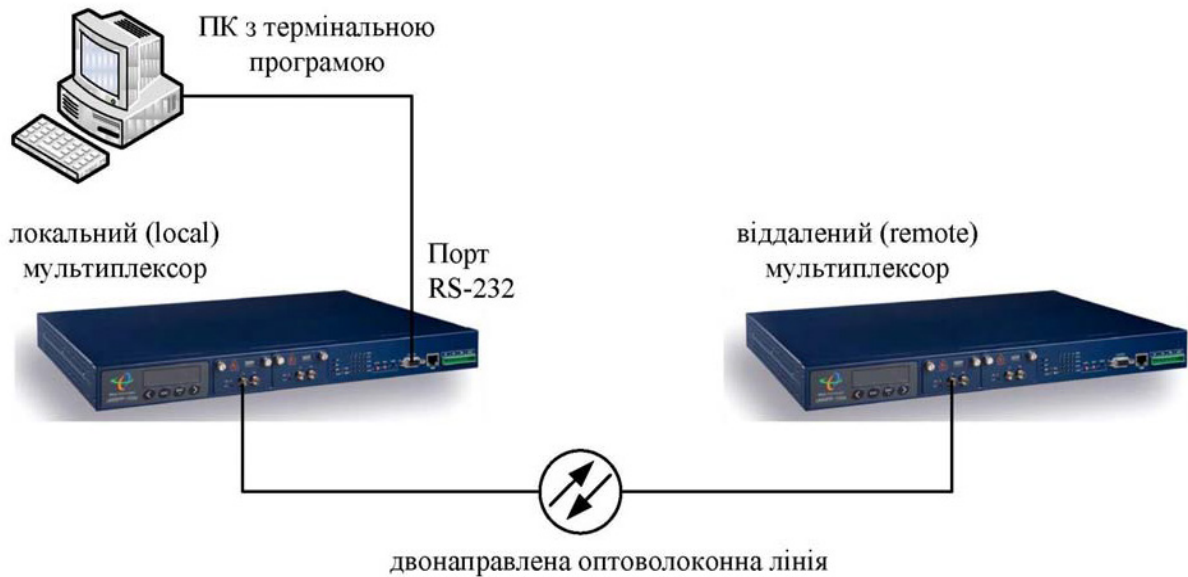 ПК з термінальною
програмою
локальний (local)
мультиплексор
Порт
RS-232
віддалений (remote)
мультиплексор
двонаправлена оптоволоконна лінія